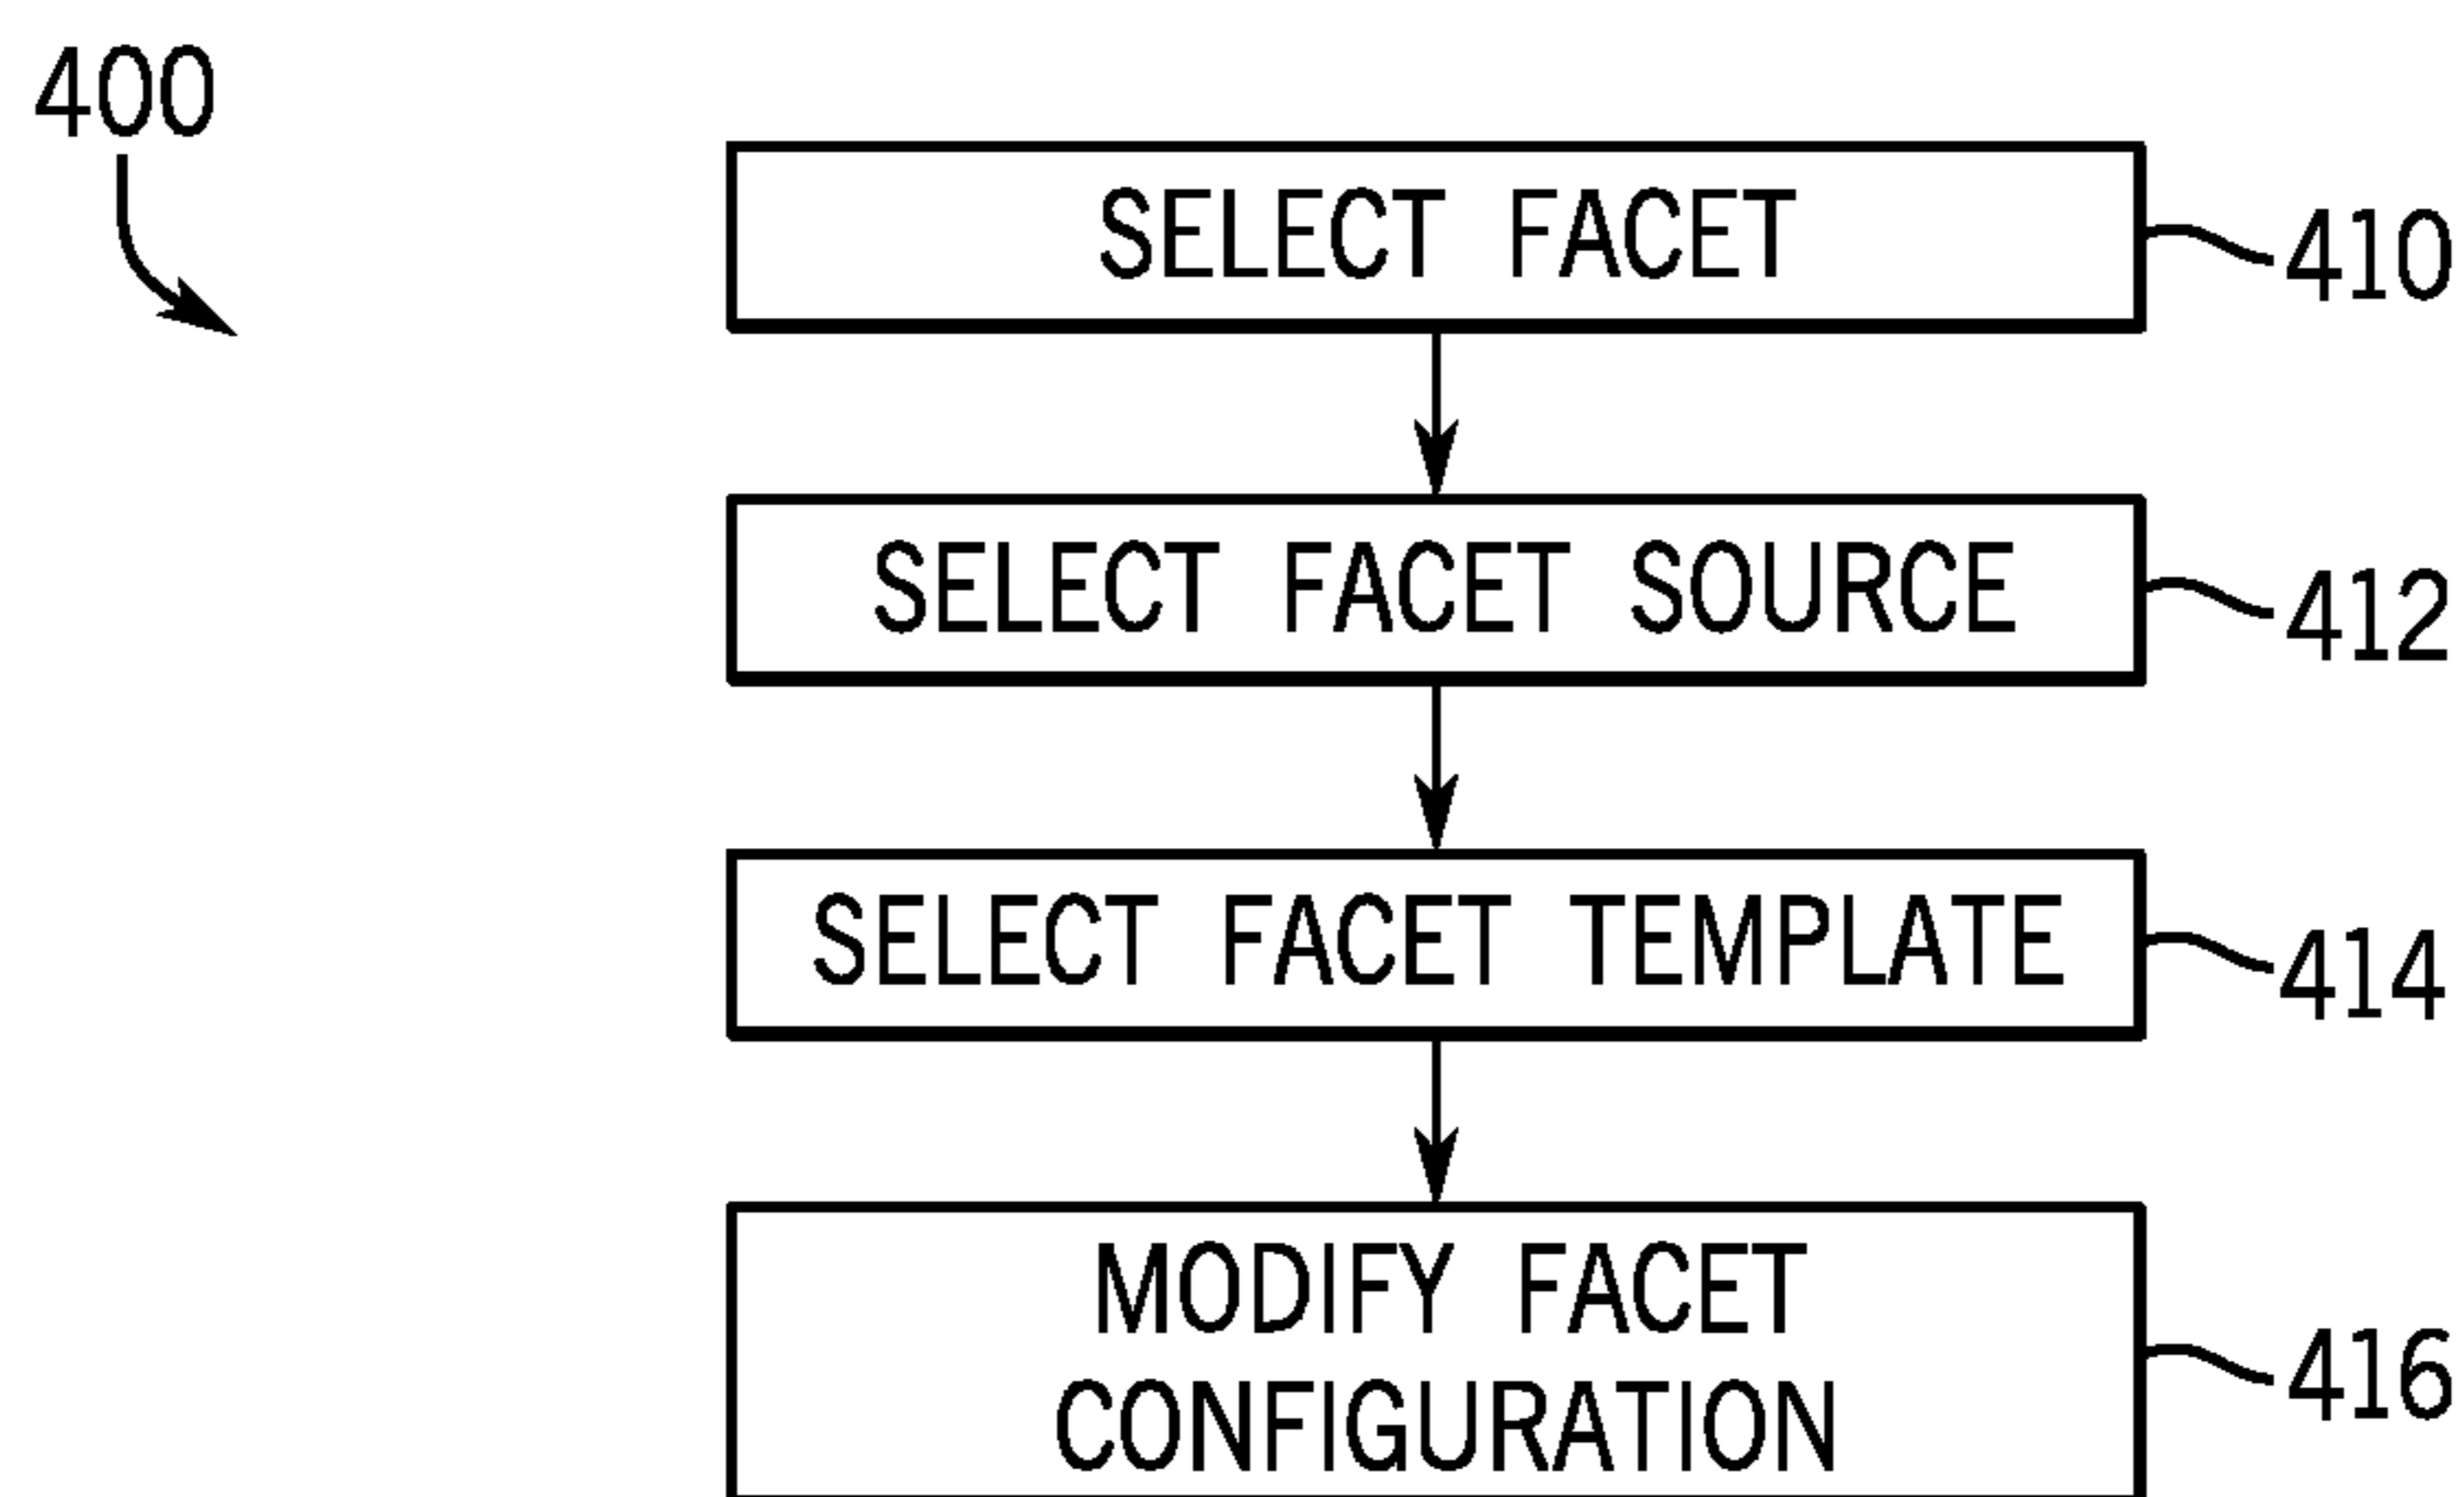 400
SELECT FACET
410
SELECT FACET SOURCE
412
SELECT FACET TEMPLATE
414
MODIFY FACET
CONFIGURATION
416